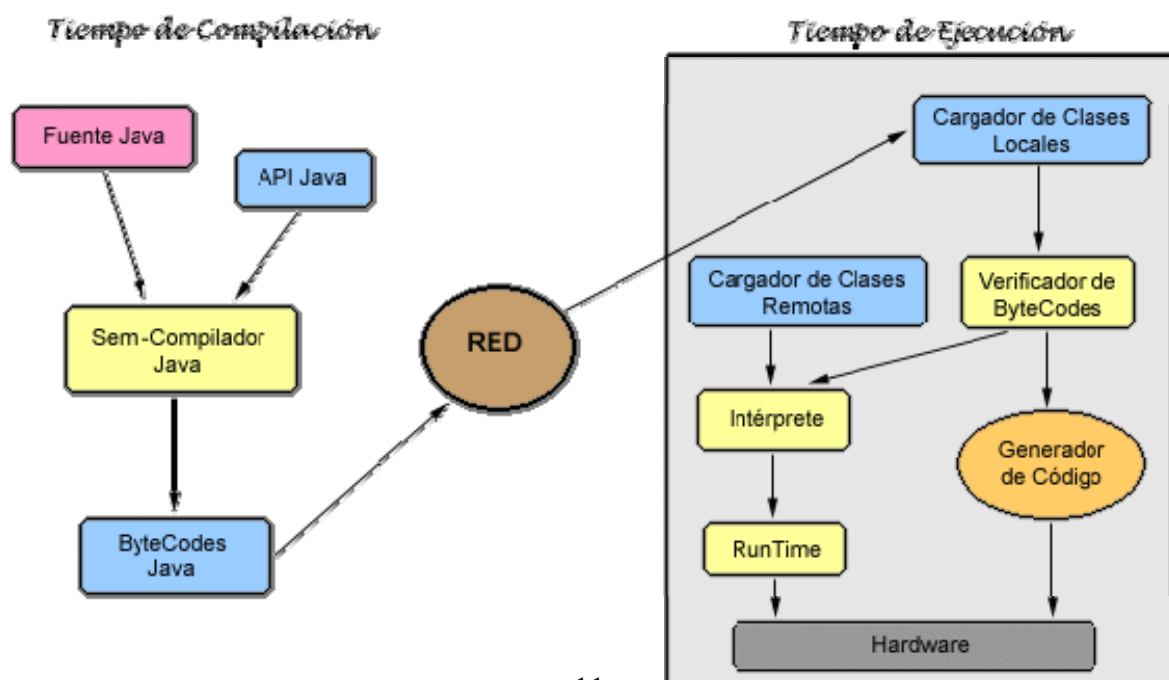 Tiempo de Compilación
Tiempo de Ejecución
Fuente Java
API Java
Sem-Compilador
Java
ByteCodes
Java
RED
Cargador de Clases
Locales
Cargador de Clases
Remotas
Verificador de
ByteCodes
Intérprete
Generador
de Código
RunTime
Hardware